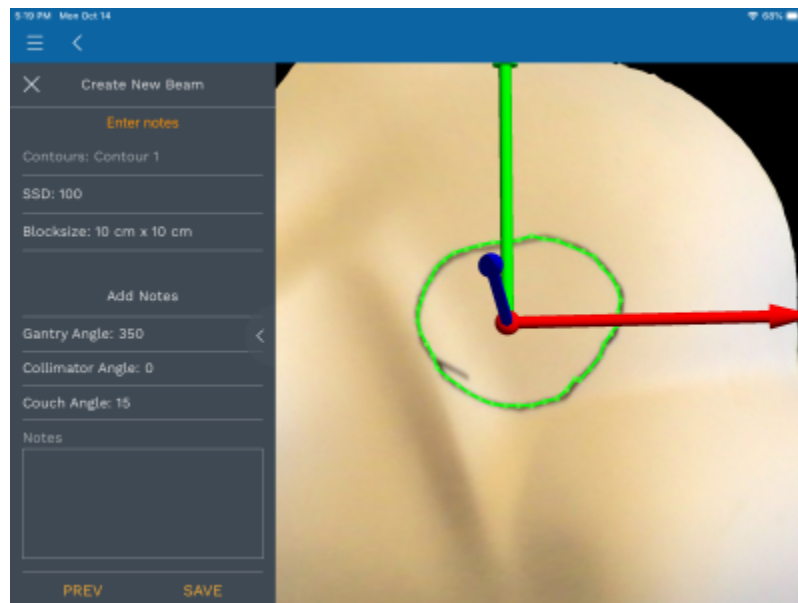 5:19 PM Mon Oct 14
68%
Create New Beam
Enter notes
Contours: Contour 1
SSD: 100
Blocksize: 10 cm x 10 cm
Add Notes
Gantry Angle: 350
Collimator Angle: 0
Couch Angle: 15
Notes
PREV SAVE